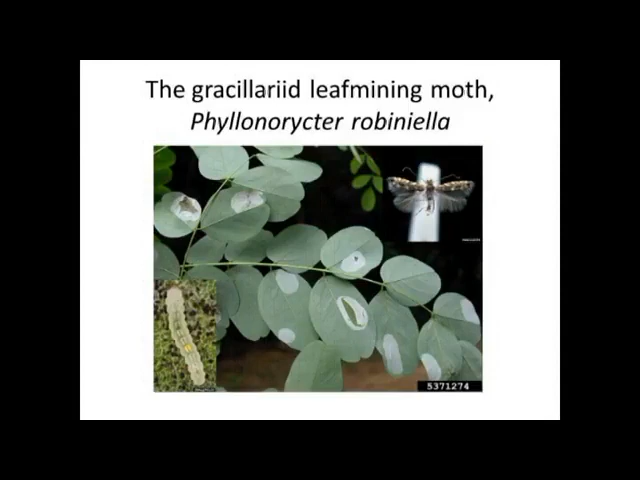 The gracillariid leafmining moth,
Phyllonorycter robiniella
5371274